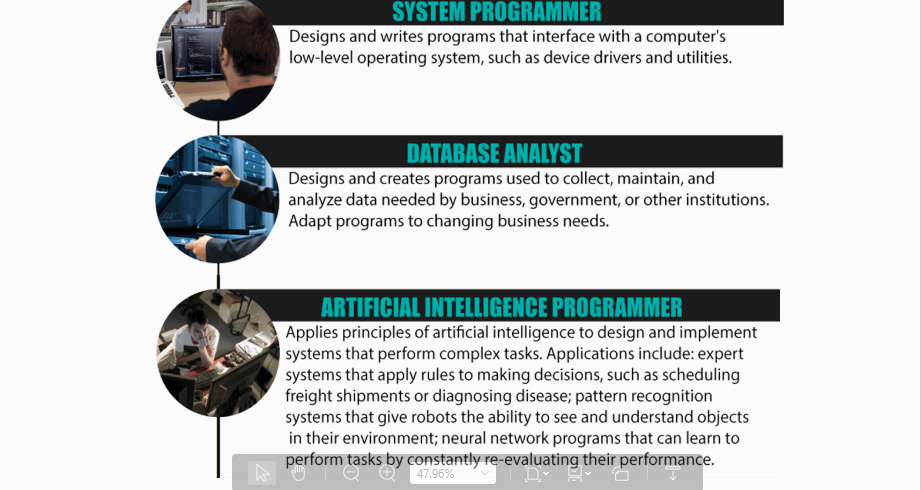 SYSTEM PROGRAMMER
Designs and writes programs that interface with a computer's
low-level operating system, such as device drivers and utilities.
DATABASE ANALYST
Designs and creates programs used to collect, maintain, and
analyze data needed by business, government, or other institutions.
Adapt programs to changing business needs.
ARTIFICIAL INTELLIGENCE PROGRAMMER
Applies principles of artificial intelligence to design and implement
systems that perform complex tasks. Applications include: expert
systems that apply rules to making decisions, such as scheduling
freight shipments or diagnosing disease; pattern recognition
systems that give robots the ability to see and understand objects
in their environment; neural network programs that can learn to
perform tasks by constantly re-evaluating their performance.
47.96%